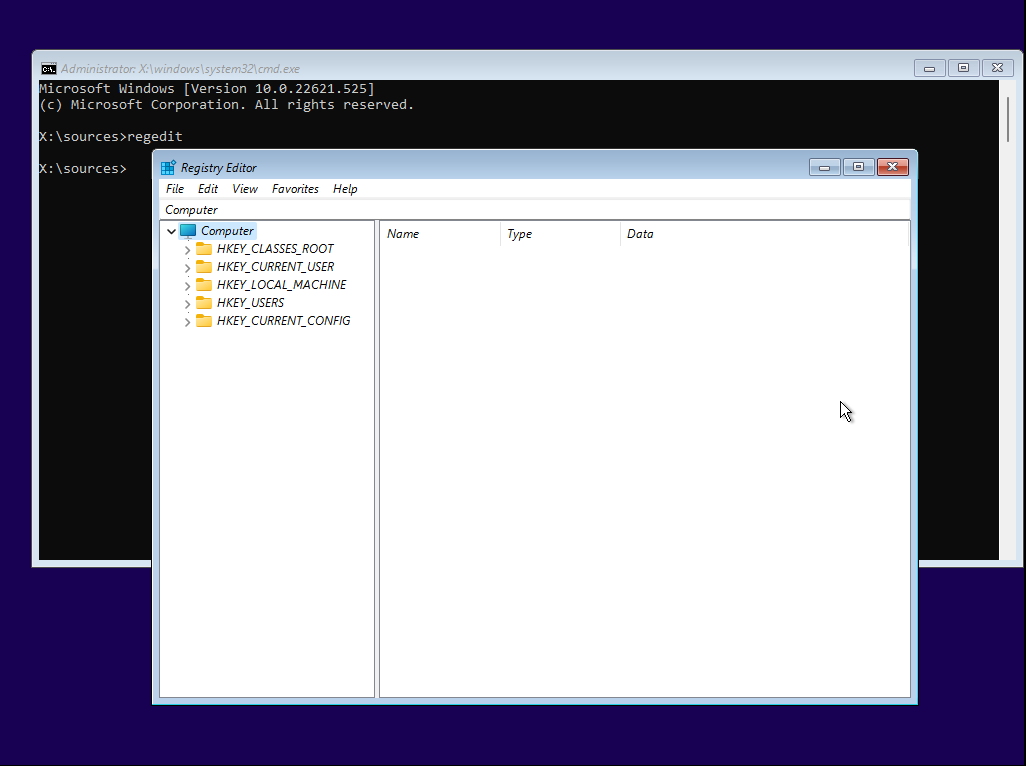 Administrator: X:\windows\system32\cmd.exe
Microsoft Windows [Version 10.0.22621.525]
(c) Microsoft Corporation. All rights reserved.
X:\sources>regedit
X:\sources>
Registry Editor
File Edit View Favorites Help
Computer
Computer
HKEY_CLASSES_ROOT
HKEY_CURRENT_USER
HKEY_LOCAL_MACHINE
HKEY_USERS
HKEY_CURRENT_CONFIG
Name Type Data